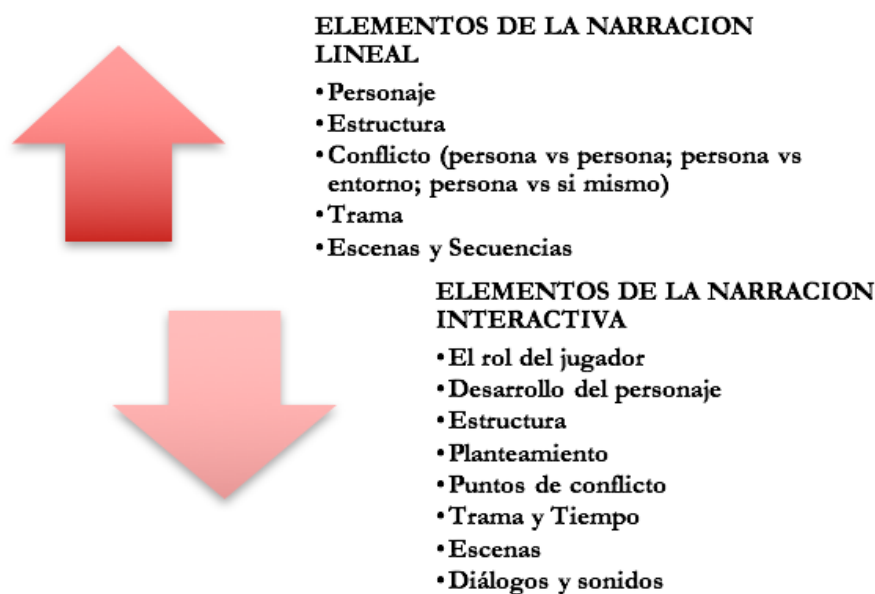 ELEMENTOS DE LA NARRACION
LINEAL
•Personaje
•Estructura
•Conflicto (persona vs persona; persona vs
entorno; persona vs si mismo)
•Trama
•Escenas y Secuencias
ELEMENTOS DE LA NARRACION
INTERACTIVA
•El rol del jugador
•Desarrollo del personaje
•Estructura
•Planteamiento
•Puntos de conflicto
•Trama y Tiempo
•Escenas
•Diálogos y sonidos